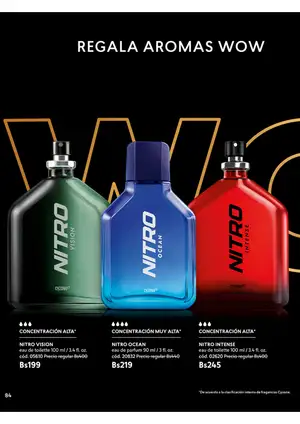 REGALA AROMAS WOW
WO
NITRO
VISION
NITRO
OCEAN
NITRO
INTENSE
CONCENTRACIÓN ALTA*
NITRO VISION
eau de toilette 100 ml / 3.4 fl. oz.
cód. 05610 Precio regular Bs400
Bs199
CONCENTRACIÓN MUY ALTA*
NITRO OCEAN
eau de parfum 90 ml / 3 fl. oz.
cód. 20832 Precio regular Bs440
Bs219
CONCENTRACIÓN ALTA*
NITRO INTENSE
eau de toilette 100 ml / 3.4 fl. oz.
cód. 02620 Precio regular Bs400
Bs245
84
*De acuerdo a la clasificación interna de fragancias Cyzone.